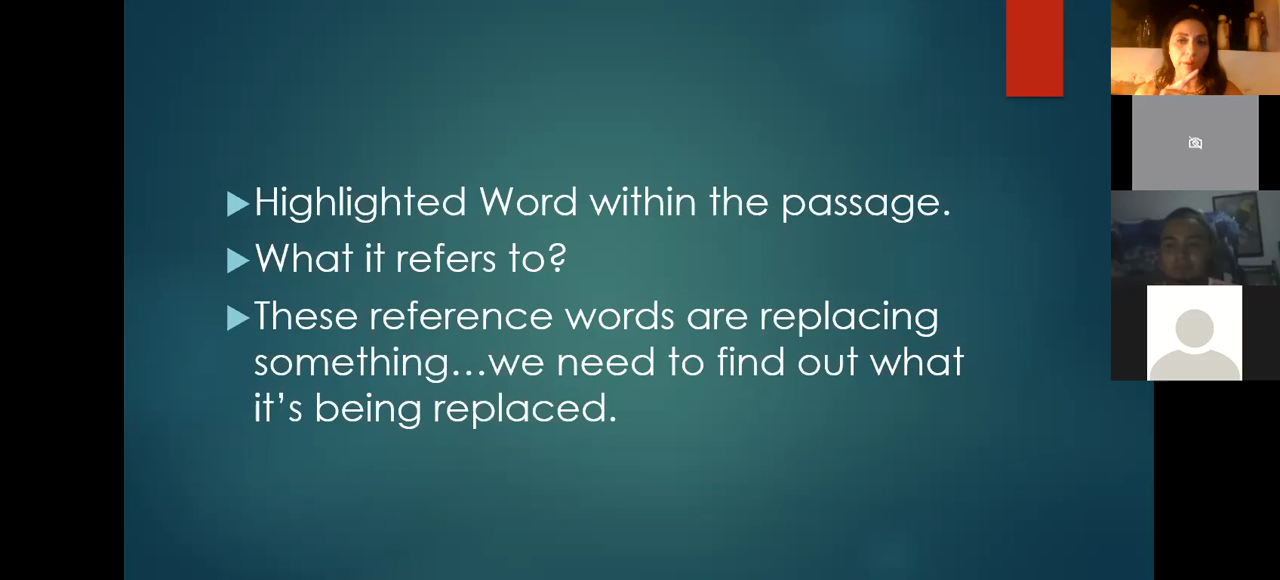 Highlighted Word within the passage.
What it refers to?
These reference words are replacing
something...we need to find out what
it's being replaced.